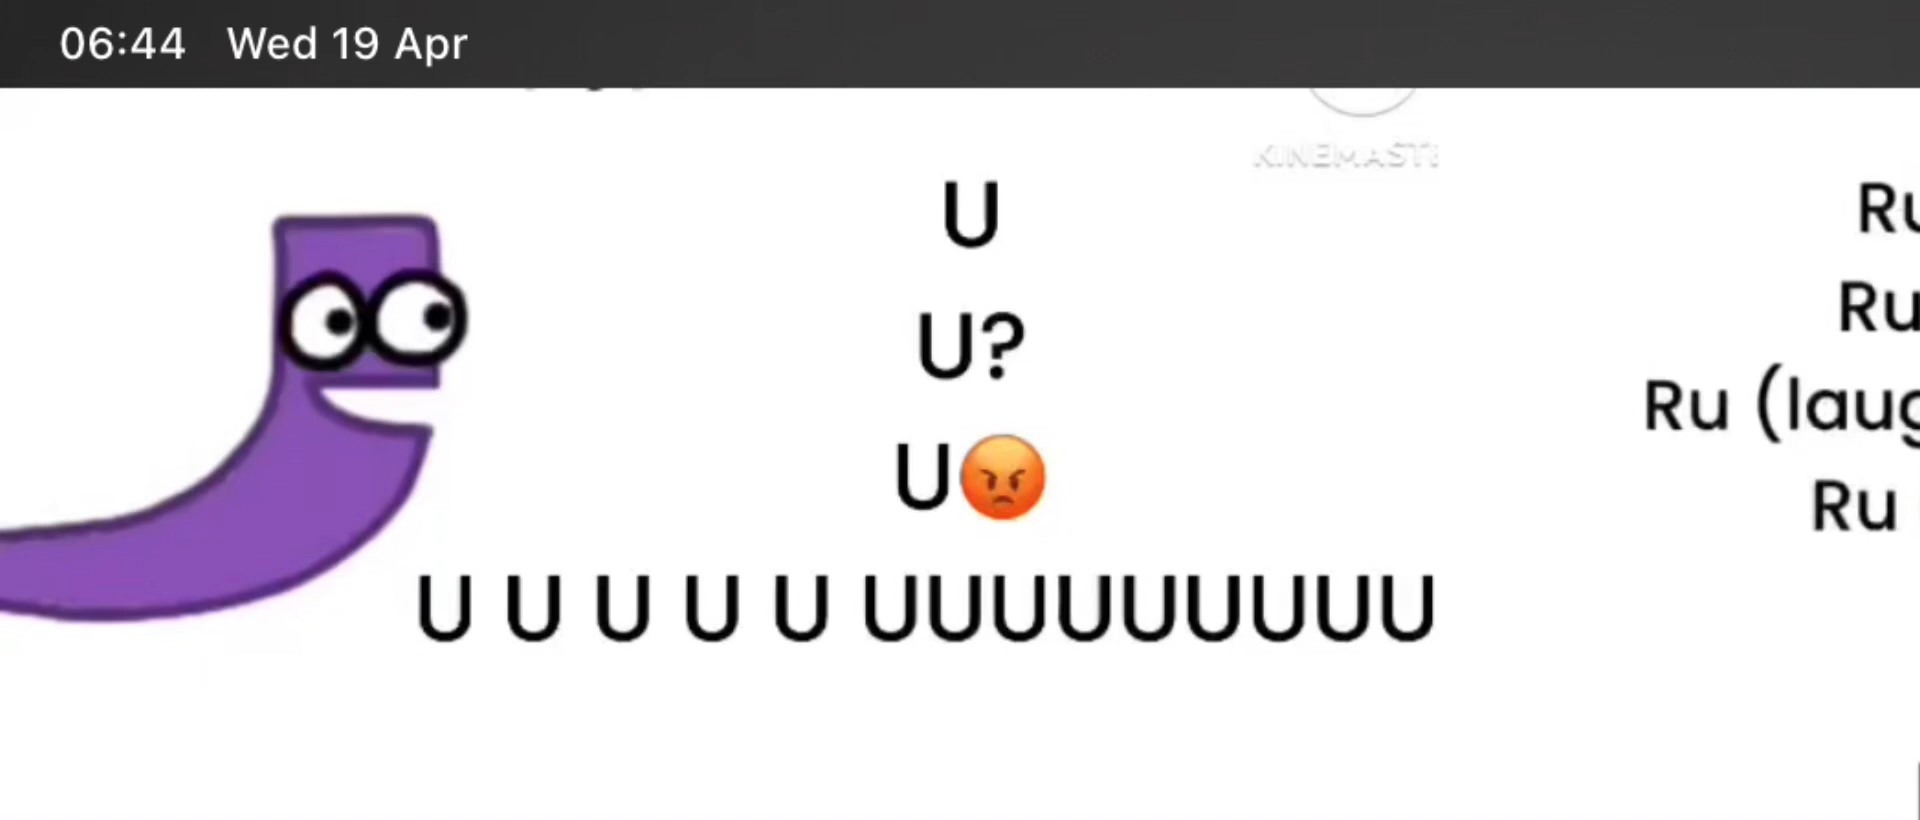 06:44 Wed 19 Apr
U
U?
U😡
U U U U U UUUUUUUUU
Ru
Ru
Ru (laug
Ru